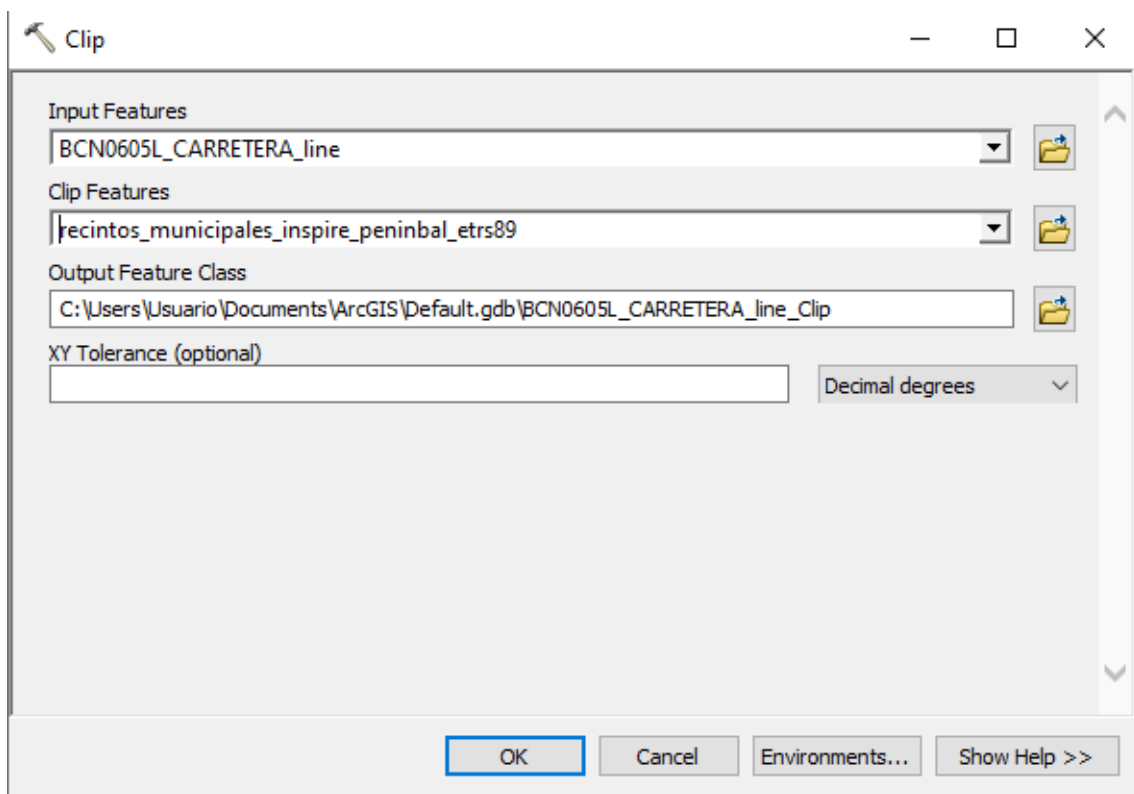 Clip
Input Features
BCN0605L_CARRETERA_line
Clip Features
recintos_municipales_inspire_peninbal_etrs89
Output Feature Class
C:\Users\Usuario\Documents\ArcGIS\Default.gdb\BCN0605L_CARRETERA_line_Clip
XY Tolerance (optional)
Decimal degrees
OK Cancel Environments... Show Help >>